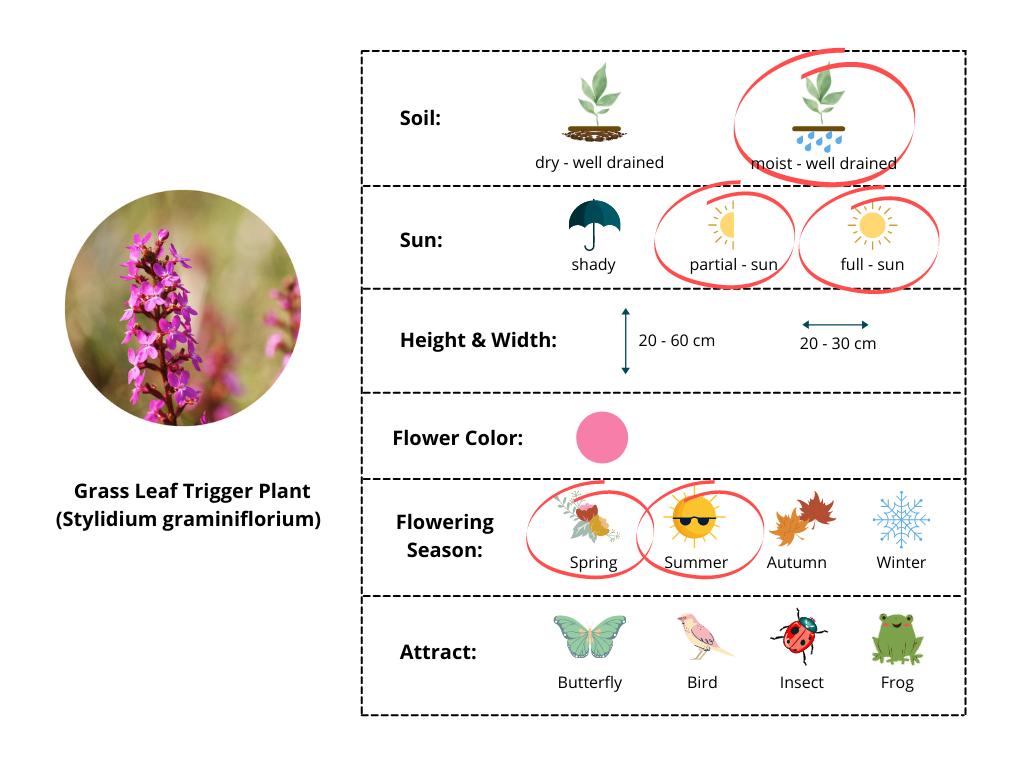 Soil:
dry - well drained
moist - well drained
Sun:
shady
partial - sun
full - sun
Height & Width:
20 - 60 cm
20 - 30 cm
Flower Color:
Grass Leaf Trigger Plant
(Stylidium graminiflorium)
Flowering
Season:
Spring
Summer
Autumn
Winter
Attract:
Butterfly
Bird
Insect
Frog